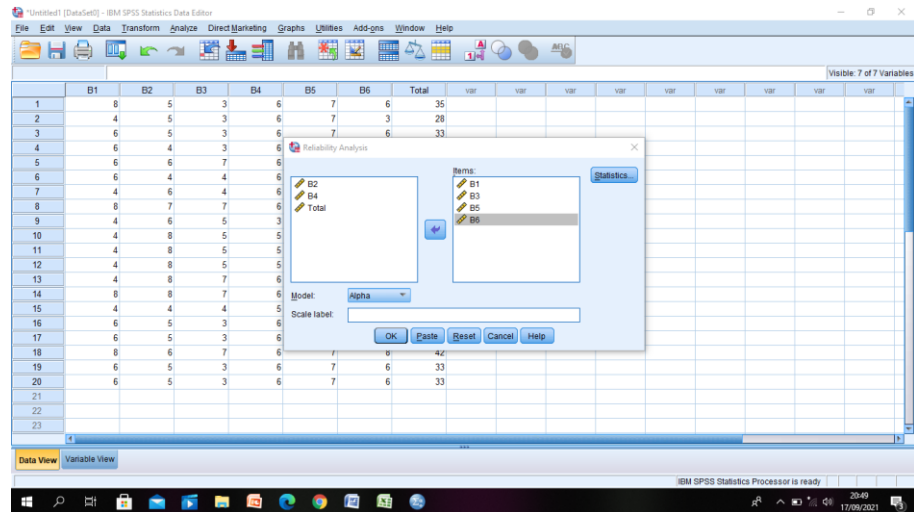 *Untitled1 [DataSet0] - IBM SPSS Statistics Data Editor
File Edit View Data Transform Analyze Direct Marketing Graphs Utilities Add-ons Window Help
Visible: 7 of 7 Variables
B1 B2 B3 B4 B5 B6 Total var var var var var var var var var
1 8 5 3 6 7 6 35
2 4 5 3 6 7 3 28
3 6 5 3 6 7 6 33
4 6 4 3 6
5 6 6 7 6
6 6 4 4 6
7 4 6 4 6
8 8 7 7 6
9 4 6 5 3
10 4 8 5 5
11 4 8 5 5
12 4 8 5 5
13 4 8 7 6
14 8 8 7 6
15 4 4 4 5
16 6 5 3 6
17 6 5 3 6
18 8 6 7 6 7 8 42
19 6 5 3 6 7 6 33
20 6 5 3 6 7 6 33
21
22
23
Reliability Analysis
Items:
B2
B4
Total
B1
B3
B5
B6
Statistics...
Model: Alpha
Scale label:
OK Paste Reset Cancel Help
Data View Variable View
IBM SPSS Statistics Processor is ready
20:49
17/09/2021